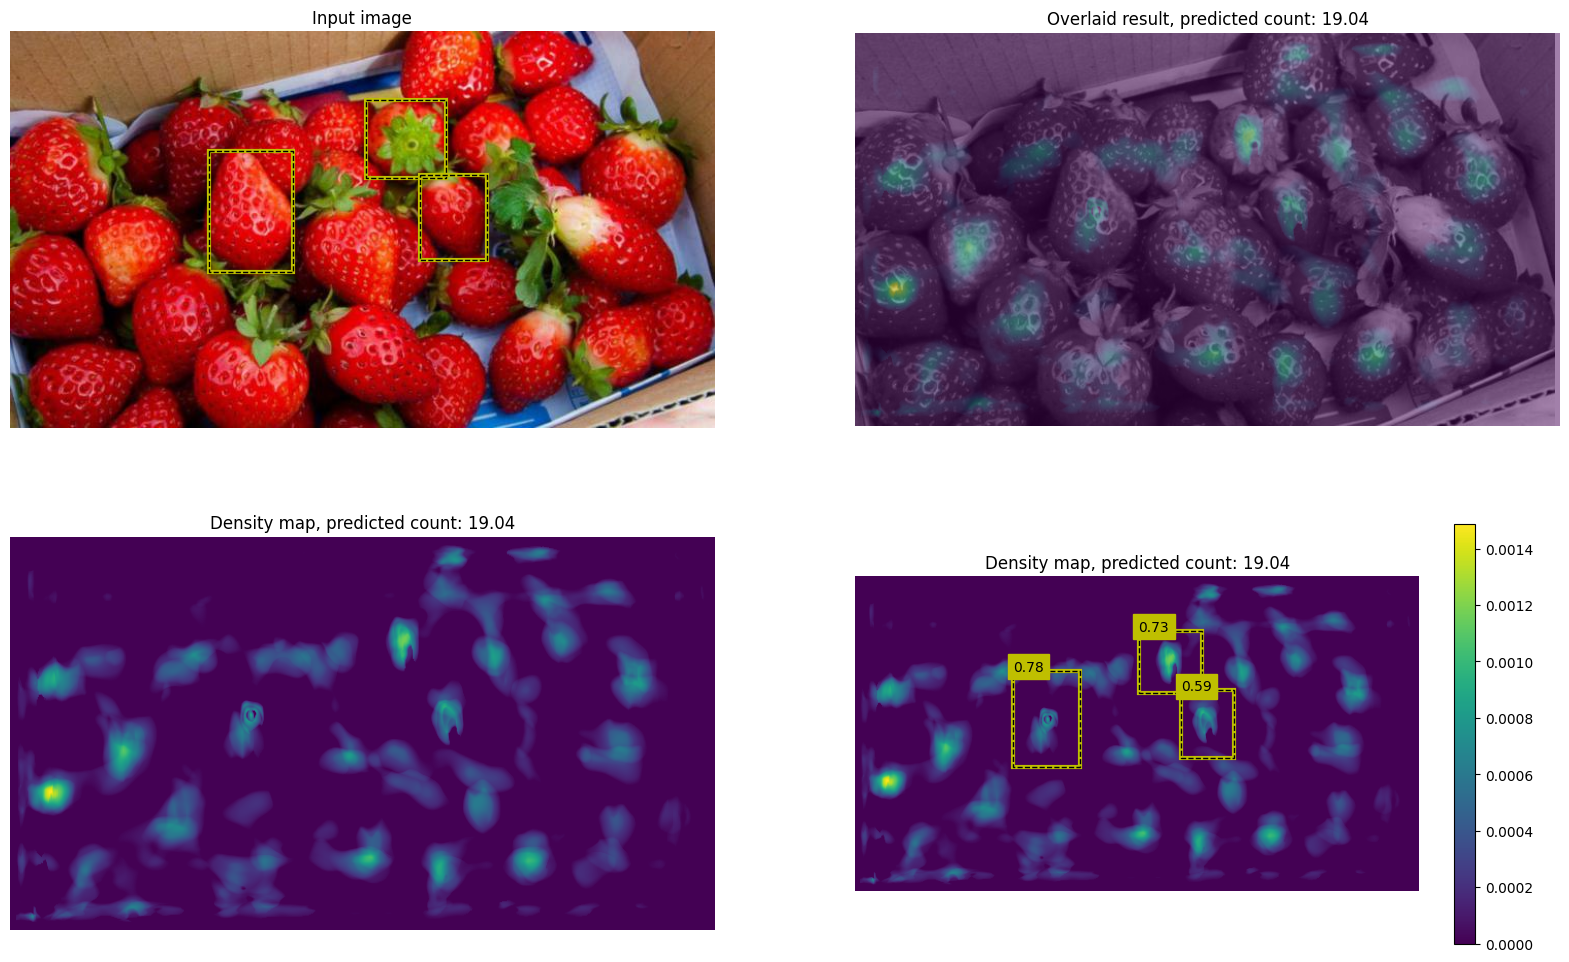 Input image
Overlaid result, predicted count: 19.04
Density map, predicted count: 19.04
Density map, predicted count: 19.04
0.73
0.78
0.59
0.0014
0.0012
0.0010
0.0008
0.0006
0.0004
0.0002
0.0000